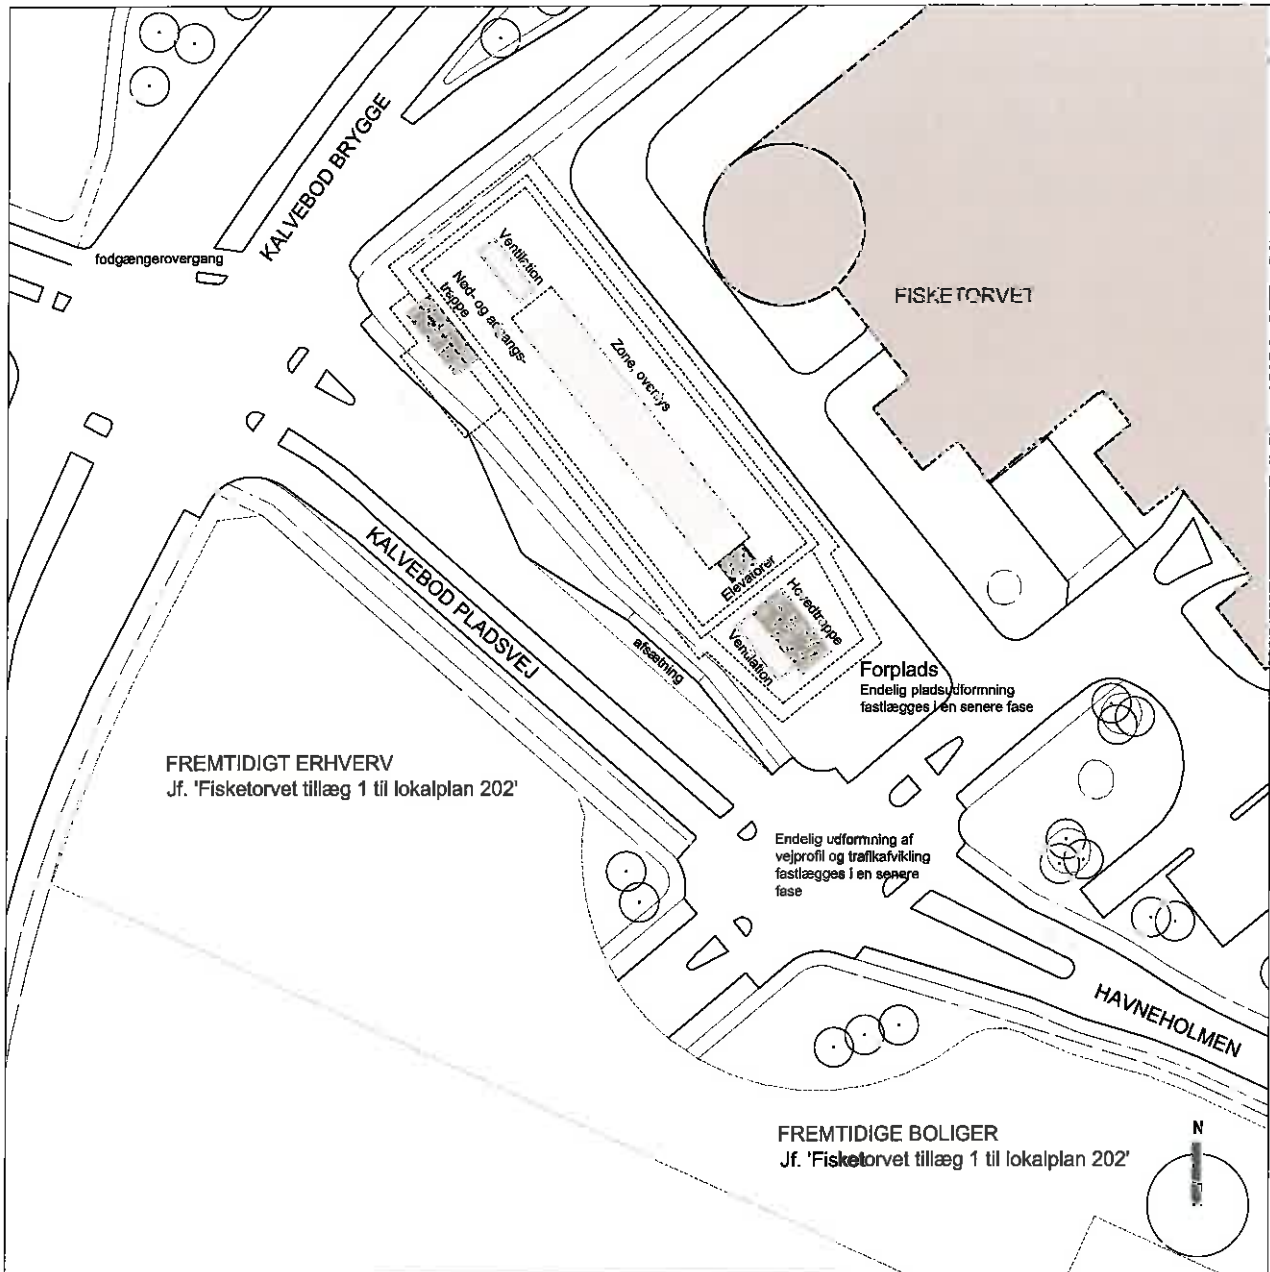 KALVEBOD BRYGGE
fodgængerovergang
Ventilation
Nød- og adgangs-
trappe
Zone, ovenlys
FISKETORVET
KALVEBOD PLADSVEJ
Elevatorer
Hovedtrappe
Ventilation
afsætning
Forplads
Endelig pladsudformning
fastlægges i en senere fase
FREMTIDIGT ERHVERV
Jf. 'Fisketorvet tillæg 1 til lokalplan 202'
Endelig udformning af
vejprofil og trafikafvikling
fastlægges i en senere
fase
HAVNEHOLMEN
FREMTIDIGE BOLIGER
Jf. 'Fisketorvet tillæg 1 til lokalplan 202'
N